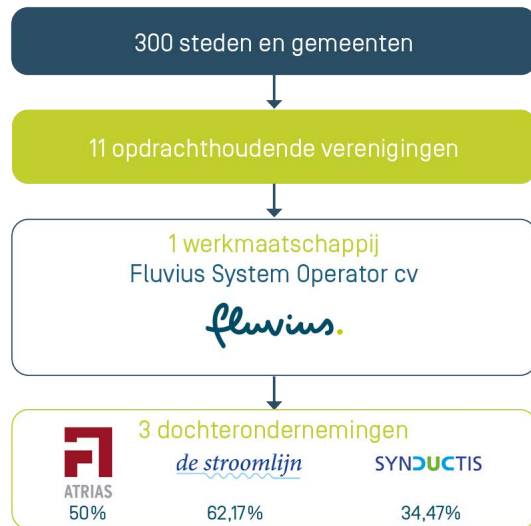 300 steden en gemeenten
11 opdrachthoudende verenigingen
1 werkmaatschappij
Fluvius System Operator cv
fluvius.
3 dochterondernemingen
ATRIAS
de stroomlijn
SYNDUCTIS
50%
62,17%
34,47%